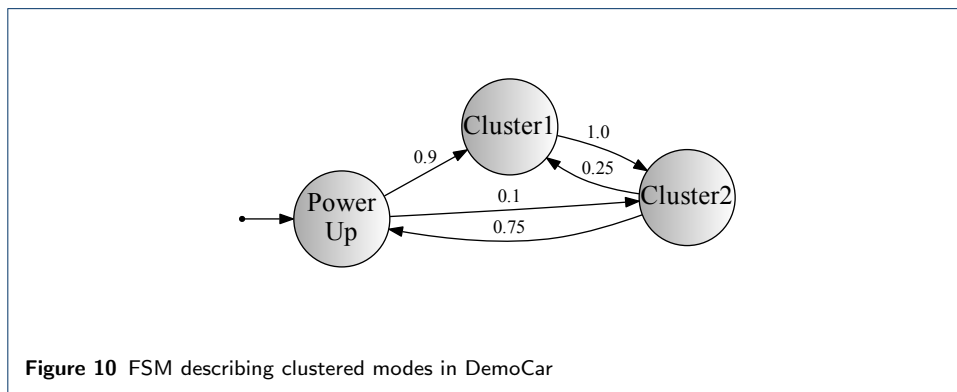 Cluster1
1.0
0.9
0.25
Power
Up
0.1
Cluster2
0.75
Figure 10 FSM describing clustered modes in DemoCar